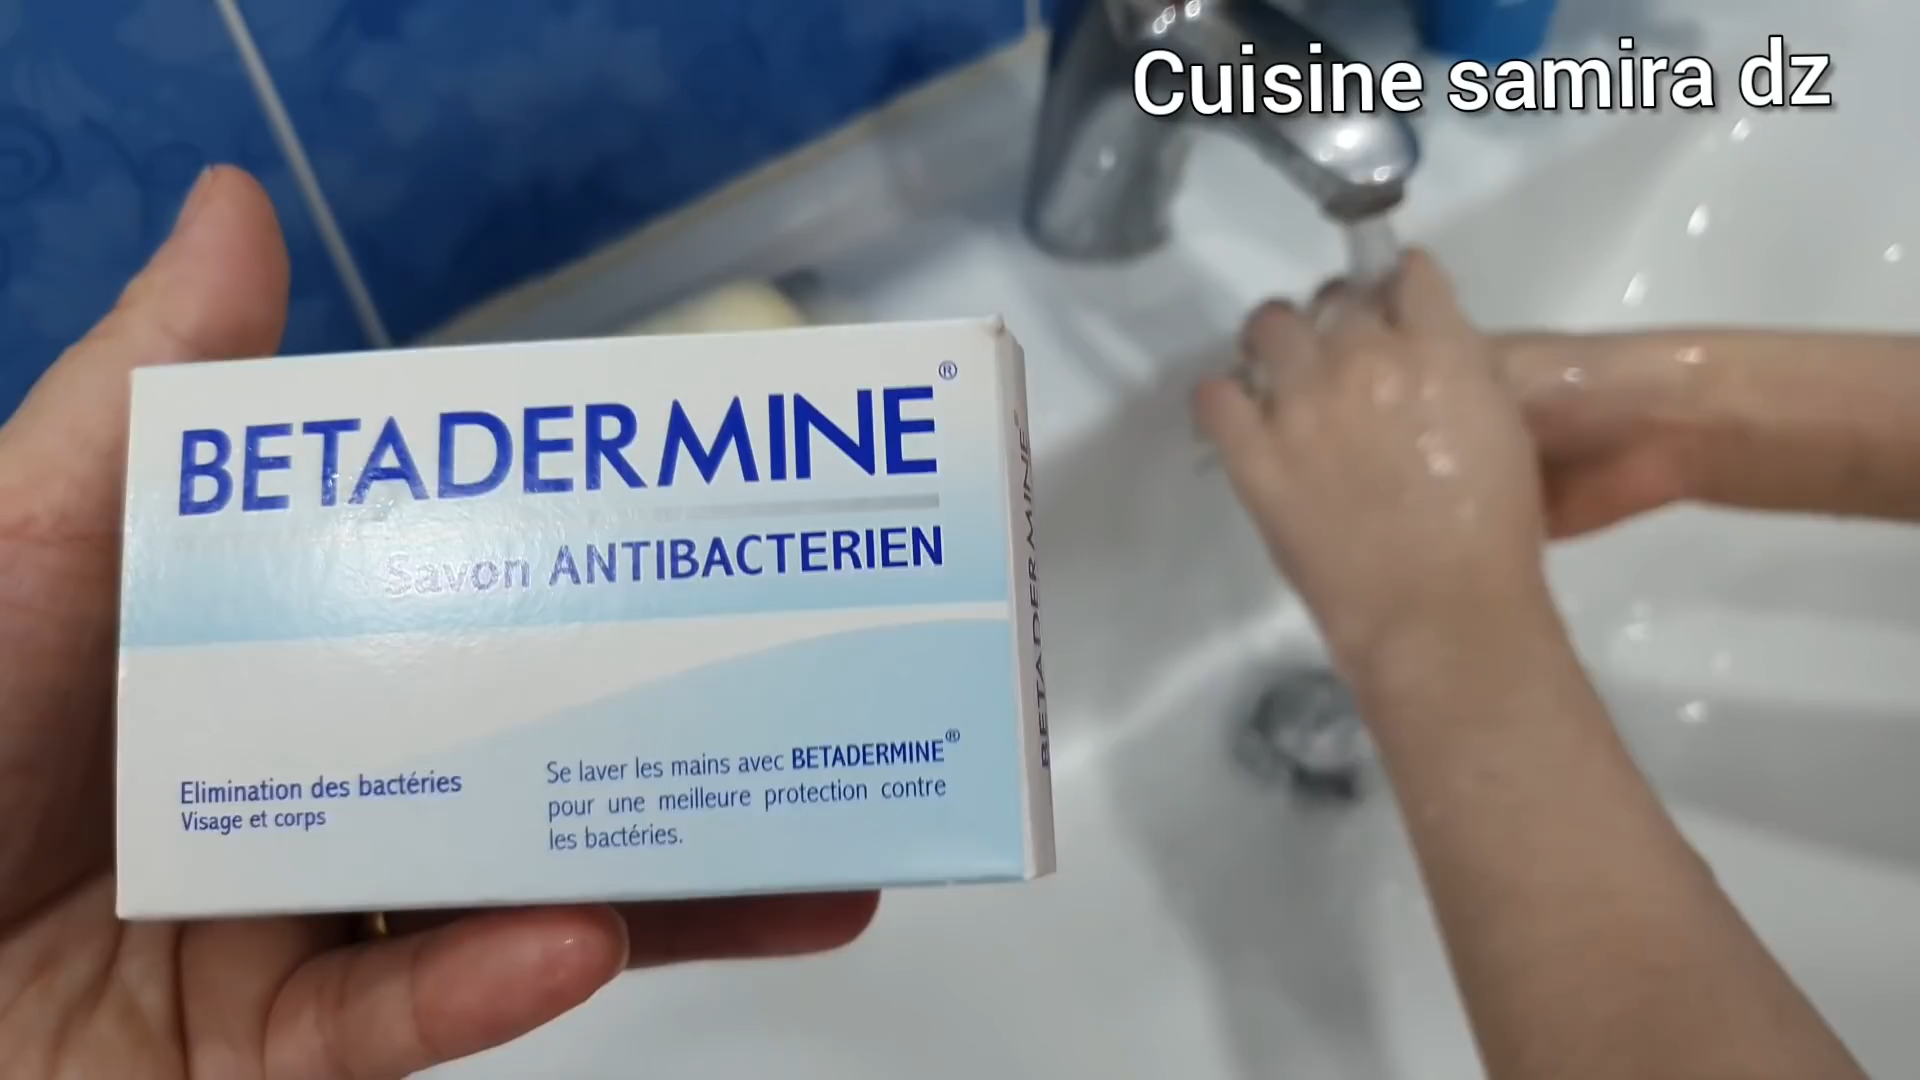 Cuisine samira dz
BETADERMINE®
Savon ANTIBACTERIEN
Elimination des bactéries
Visage et corps
Se laver les mains avec BETADERMINE®
pour une meilleure protection contre
les bactéries.
BETADERMINE®